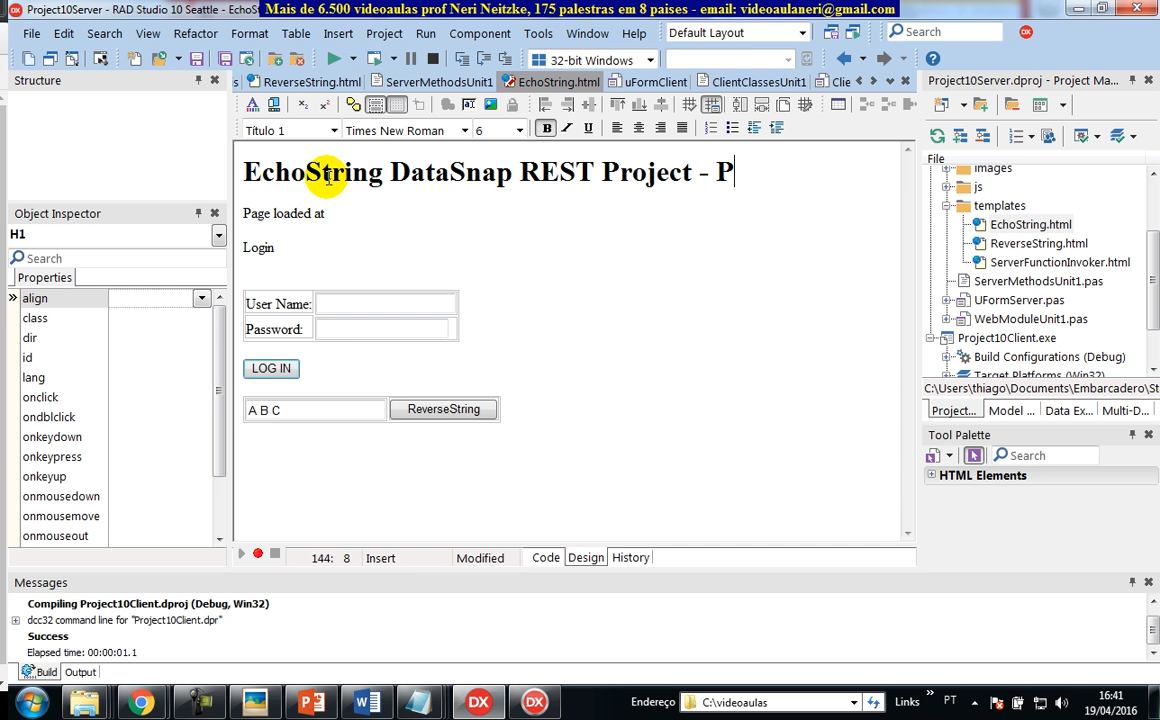 Project10Server - RAD Studio 10 Seattle - EchoSt
Mais de 6.500 videoaulas prof Neri Neitzke, 175 palestras em 8 paises - email: videoaulaneri@gmail.com
File Edit Search View Refactor Format Table Insert Project Run Component Tools Window Help Default Layout Search
32-bit Windows
Structure
ReverseString.html ServerMethodsUnit1 EchoString.html uFormClient ClientClassesUnit1 Clie
Project10Server.dproj - Project Ma...
Título 1 Times New Roman 6 B I U
File
images
js
templates
EchoString.html
ReverseString.html
ServerFunctionInvoker.html
ServerMethodsUnit1.pas
UFormServer.pas
WebModuleUnit1.pas
Project10Client.exe
Build Configurations (Debug)
Target Platforms (Win32)
C:\Users\thiago\Documents\Embarcadero\St
Project... Model ... Data Ex... Multi-D...
Tool Palette
Search
HTML Elements
Object Inspector
H1
Search
Properties
align
class
dir
id
lang
onclick
ondblclick
onkeydown
onkeypress
onkeyup
onmousedown
onmousemove
onmouseout
EchoString DataSnap REST Project - P
Page loaded at
Login
User Name:
Password:
LOG IN
A B C ReverseString
144: 8 Insert Modified Code Design History
Messages
Compiling Project10Client.dproj (Debug, Win32)
dcc32 command line for "Project10Client.dpr"
Success
Elapsed time: 00:00:01.1
Build Output
Endereço C:\videoaulas Links » PT 16:41
19/04/2016